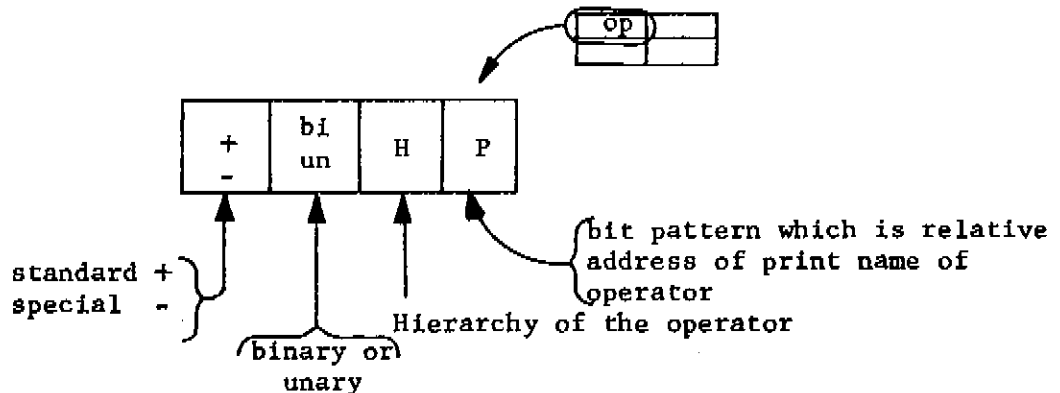 op
+
-
bi
un
H
P
bit pattern which is relative
address of print name of
operator
standard +
special -
Hierarchy of the operator
binary or
unary